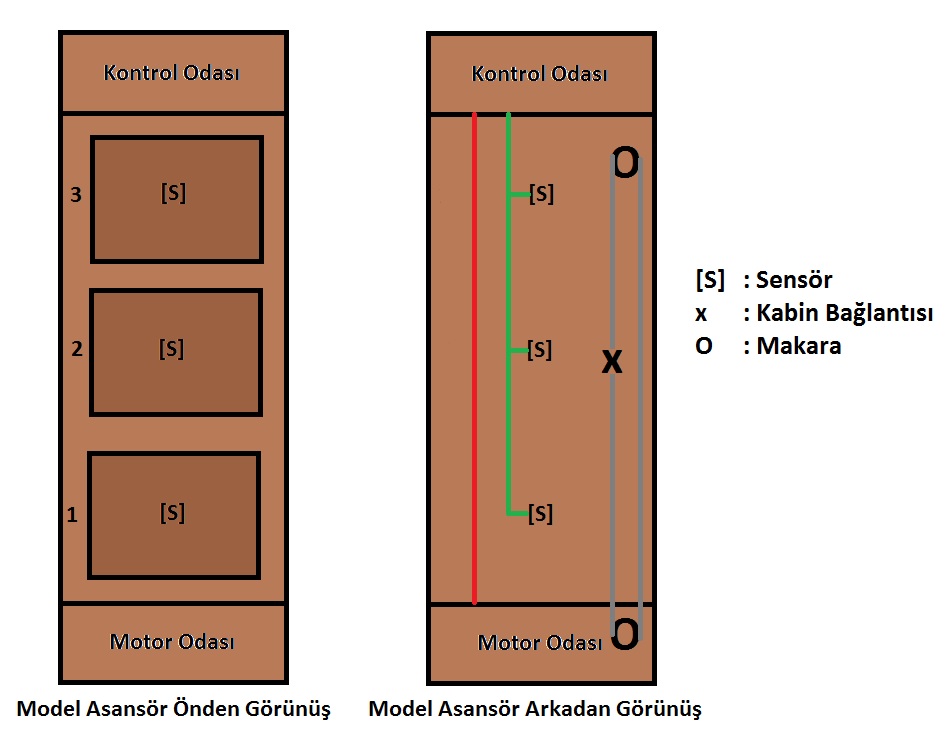 Kontrol Odası
3
[S]
2
[S]
1
[S]
Motor Odası
Model Asansör Önden Görünüş
Kontrol Odası
O
[S]
[S]
x
[S]
Motor Odası
O
Model Asansör Arkadan Görünüş
[S] : Sensör
x : Kabin Bağlantısı
O : Makara